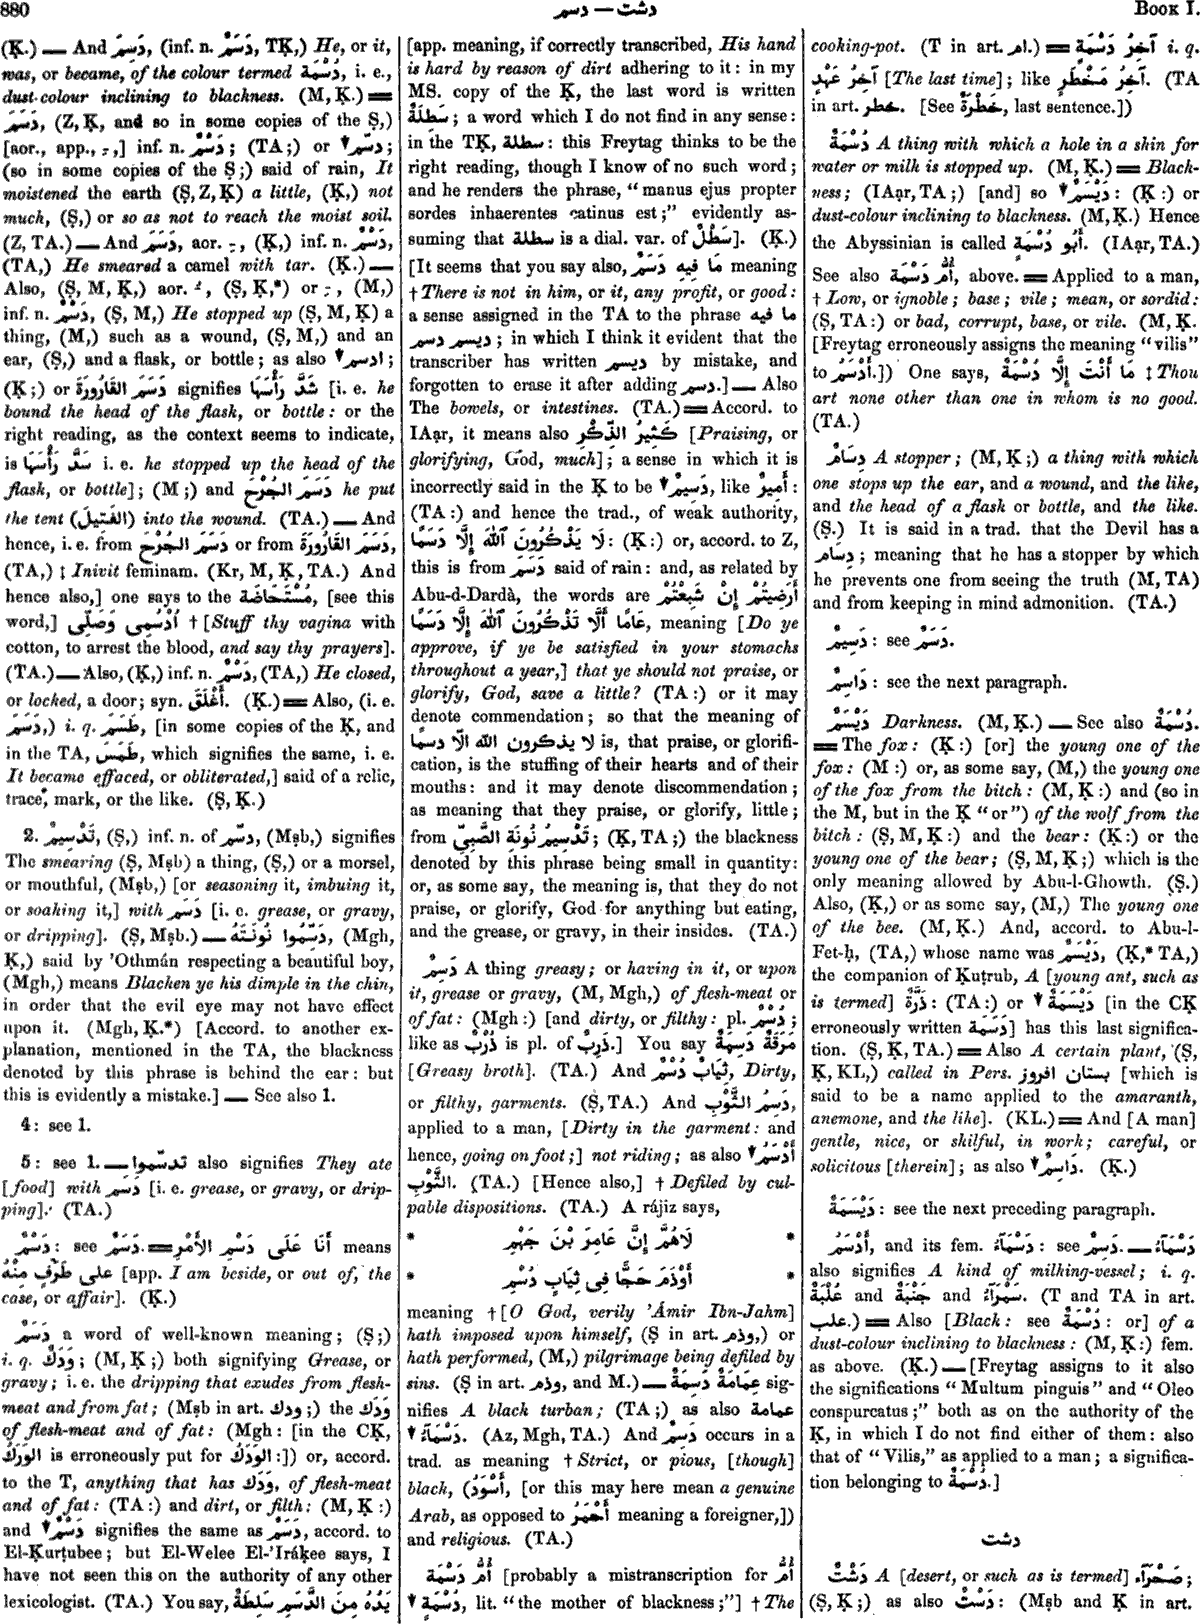 880
دسم — دشت
BOOK I.
(Ḳ.) — And دَسِمَ, (inf. n. دَسَمٌ, TḲ,) He, or it,
was, or became, of the colour termed دُسْمَة, i. e.,
dust-colour inclining to blackness. (M, Ḳ.) =
دَسَمَ, (Z, Ḳ, and so in some copies of the Ṣ,)
[aor., app., ـِ ,] inf. n. دَسْمٌ; (TA;) or ↓ دسّم;
(so in some copies of the Ṣ;) said of rain, It
moistened the earth (Ṣ, Z, Ḳ) a little, (Ḳ,) not
much, (Ṣ,) or so as not to reach the moist soil.
(Z, TA.) — And دَسَمَ, aor. ـِ , (Ḳ,) inf. n. دَسْمٌ,
(TA,) He smeared a camel with tar. (Ḳ.) —
Also, (Ṣ, M, Ḳ,) aor. ـُ , (Ṣ, Ḳ,*) or ـِ , (M,)
inf. n. دَسْمٌ, (Ṣ, M,) He stopped up (Ṣ, M, Ḳ) a
thing, (M,) such as a wound, (Ṣ, M,) and an
ear, (Ṣ,) and a flask, or bottle; as also ↓ ادسم;
(Ḳ;) or دَسَمَ القَارُورَةَ signifies شَدَّ رَأْسَهَا [i. e. he
bound the head of the flask, or bottle: or the
right reading, as the context seems to indicate,
is سَدَّ رَأْسَهَا i. e. he stopped up the head of the
flask, or bottle]; (M;) and دَسَمَ الجُرْحَ he put
the tent (الفَتِيلَ) into the wound. (TA.) — And
hence, i. e. from دَسَمَ الجُرْحَ or from دَسَمَ القَارُورَةَ,
(TA,) ‡ Inivit feminam. (Kr, M, Ḳ, TA.) And
hence also,] one says to the مُسْتَحَاضَة, [see this
word,] اُدْسُمِى وَصَلِّى † [Stuff thy vagina with
cotton, to arrest the blood, and say thy prayers].
(TA.) — Also, (Ḳ,) inf. n. دَسْمٌ, (TA,) He closed,
or locked, a door; syn. أَغْلَقَ. (Ḳ.) = Also, (i. e.
دَسَمَ,) i. q. طَسَمَ, [in some copies of the Ḳ, and
in the TA, طَمَسَ, which signifies the same, i. e.
It became effaced, or obliterated,] said of a relic,
trace, mark, or the like. (Ṣ, Ḳ.)
2. تَدْسِيمٌ, (Ṣ,) inf. n. of دسّم, (Mṣb,) signifies
The smearing (Ṣ, Mṣb) a thing, (Ṣ,) or a morsel,
or mouthful, (Mṣb,) [or seasoning it, imbuing it,
or soaking it,] with دَسَم [i. e. grease, or gravy,
or dripping]. (Ṣ, Mṣb.) — دَسِّمُوا نُونَتَهُ, (Mgh,
Ḳ,) said by 'Othmán respecting a beautiful boy,
(Mgh,) means Blacken ye his dimple in the chin,
in order that the evil eye may not have effect
upon it. (Mgh, Ḳ.*) [Accord. to another ex-
planation, mentioned in the TA, the blackness
denoted by this phrase is behind the ear: but
this is evidently a mistake.] — See also 1.
4: see 1.
5: see 1. — تدسّموا also signifies They ate
[food] with دَسَم [i. e. grease, or gravy, or drip-
ping]. (TA.)
دَسْمٌ: see دَسَمٌ. = أَنَا عَلَى دَسْمِ الأَمْرِ means
على طَرَفٍ مِنْهُ [app. I am beside, or out of, the
case, or affair]. (Ḳ.)
دَسَمٌ a word of well-known meaning; (Ṣ;)
i. q. وَدَكٌ; (M, Ḳ;) both signifying Grease, or
gravy; i. e. the dripping that exudes from flesh-
meat and from fat; (Mṣb in art. ودك;) the وَدَك
of flesh-meat and of fat: (Mgh: [in the CḲ,
الوَرَكُ is erroneously put for الوَدَكُ:]) or, accord.
to the T, anything that has وَدَك, of flesh-meat
and of fat: (TA:) and dirt, or filth: (M, Ḳ:)
and ↓ دَسْمٌ signifies the same as دَسَمٌ, accord. to
El-Ḳurṭubee; but El-Welee El-'Iráḳee says, I
have not seen this on the authority of any other
lexicologist. (TA.) You say, يَدُهُ مِنَ الدَّسَمِ سَلِطَةٌ
[app. meaning, if correctly transcribed, His hand
is hard by reason of dirt adhering to it: in my
MS. copy of the Ḳ, the last word is written
سَطِلَةٌ; a word which I do not find in any sense:
in the TḲ, سطلة: this Freytag thinks to be the
right reading, though I know of no such word;
and he renders the phrase, "manus ejus propter
sordes inhaerentes catinus est;" evidently as-
suming that سطلة is a dial. var. of سَطْلٌ]. (Ḳ.)
[It seems that you say also, مَا فِيهِ دَسَمٌ meaning
† There is not in him, or it, any profit, or good:
a sense assigned in the TA to the phrase ما فيه
ديسم دسم; in which I think it evident that the
transcriber has written ديسم by mistake, and
forgotten to erase it after adding دسم.] — Also
The bowels, or intestines. (TA.) = Accord. to
IAạr, it means also كَثِيرُ الذِّكْرِ [Praising, or
glorifying, God, much]; a sense in which it is
incorrectly said in the Ḳ to be ↓ دَسِيمٌ, like أَمِيرٌ:
(TA:) and hence the trad., of weak authority,
لَا يَذْكُرُونَ ٱللّٰهَ إِلَّا دَسَمًا: (Ḳ:) or, accord. to Z,
this is from دَسَمَ said of rain: and, as related by
Abu-d-Dardà, the words are أَرَضِيتُمْ إِنْ شَبِعْتُمْ
عَامًا أَلَّا تَذْكُرُونَ ٱللّٰهَ إِلَّا دَسَمًا, meaning [Do ye
approve, if ye be satisfied in your stomachs
throughout a year,] that ye should not praise, or
glorify, God, save a little? (TA:) or it may
denote commendation; so that the meaning of
لا يذكرون اللّٰه الّا دسمًا is, that praise, or glorifi-
cation, is the stuffing of their hearts and of their
mouths: and it may denote discommendation;
as meaning that they praise, or glorify, little;
from تَدْسِيمُ نُونَةِ الصَّبِىِّ; (Ḳ, TA;) the blackness
denoted by this phrase being small in quantity:
or, as some say, the meaning is, that they do not
praise, or glorify, God for anything but eating,
and the grease, or gravy, in their insides. (TA.)
دَسِمٌ A thing greasy; or having in it, or upon
it, grease or gravy, (M, Mgh,) of flesh-meat or
of fat: (Mgh:) [and dirty, or filthy: pl. دُسْمٌ;
like as ذُرْبٌ is pl. of ذَرِبٌ.] You say مَرَقَةٌ دَسِمَةٌ
[Greasy broth]. (TA.) And ثِيَابٌ دُسْمٌ, Dirty,
or filthy, garments. (Ṣ, TA.) And دَسِمُ الثَّوْبِ,
applied to a man, [Dirty in the garment: and
hence, going on foot;] not riding; as also ↓ أَدْسَمُ
الثَّوْبِ. (TA.) [Hence also,] † Defiled by cul-
pable dispositions. (TA.) A rájiz says,
* لَاهُمَّ إِنَّ عَامِرَ بْنَ جَهْمِ *
* أَوْذَمَ حَجًّا فِى ثِيَابٍ دُسْمِ *
meaning † [O God, verily 'Ámir Ibn-Jahm]
hath imposed upon himself, (Ṣ in art. وذم,) or
hath performed, (M,) pilgrimage being defiled by
sins. (Ṣ in art. وذم, and M.) — عِمَامَةٌ دَسِمَةٌ sig-
nifies A black turban; (TA;) as also عمامة
↓ دَسْمَآءُ. (Az, Mgh, TA.) And دَسِمٌ occurs in a
trad. as meaning † Strict, or pious, [though]
black, (أَسْوَدُ, [or this may here mean a genuine
Arab, as opposed to أَحْمَرُ meaning a foreigner,])
and religious. (TA.)
أُمُّ دَسْمَةَ [probably a mistranscription for أُمُّ
↓ دُسْمَةٍ, lit. "the mother of blackness;"] † The
cooking-pot. (T in art. ام.) = آخِرُ دَسْمَةٍ i. q.
آخِرُ عَهْدٍ [The last time]; like آخِرُ مَخْطَرٍ. (TA
in art. خطر. [See خَطْرَةٌ, last sentence.])
دُسْمَةٌ A thing with which a hole in a skin for
water or milk is stopped up. (M, Ḳ.) = Black-
ness; (IAạr, TA;) [and] so ↓ دَيْسَمٌ: (Ḳ:) or
dust-colour inclining to blackness. (M, Ḳ.) Hence
the Abyssinian is called أَبُو دُسْمَةَ. (IAạr, TA.)
See also أُمُّ دَسْمَةَ, above. = Applied to a man,
† Low, or ignoble; base; vile; mean, or sordid:
(Ṣ, TA:) or bad, corrupt, base, or vile. (M, Ḳ.
[Freytag erroneously assigns the meaning "vilis"
to أَدْسَمُ.]) One says, مَا أَنْتَ إِلَّا دُسْمَةٌ ‡ Thou
art none other than one in whom is no good.
(TA.)
دِسَامٌ A stopper; (M, Ḳ;) a thing with which
one stops up the ear, and a wound, and the like,
and the head of a flask or bottle, and the like.
(Ṣ.) It is said in a trad. that the Devil has a
دِسَام; meaning that he has a stopper by which
he prevents one from seeing the truth (M, TA)
and from keeping in mind admonition. (TA.)
دَسِيمٌ: see دَسَمٌ.
دَاسِمٌ: see the next paragraph.
دَيْسَمٌ Darkness. (M, Ḳ.) — See also دُسْمَةٌ.
= The fox: (Ḳ:) [or] the young one of the
fox: (M:) or, as some say, (M,) the young one
of the fox from the bitch: (M, Ḳ:) and (so in
the M, but in the Ḳ "or") of the wolf from the
bitch: (Ṣ, M, Ḳ:) and the bear: (Ḳ:) or the
young one of the bear; (Ṣ, M, Ḳ;) which is the
only meaning allowed by Abu-l-Ghowth. (Ṣ.)
Also, (Ḳ,) or as some say, (M,) The young one
of the bee. (M, Ḳ.) And, accord. to Abu-l-
Fet-ḥ, (TA,) whose name was دَيْسَمٌ, (Ḳ,* TA,)
the companion of Ḳuṭrub, A [young ant, such as
is termed] ذَرَّة: (TA:) or ↓ دَيْسَمَةٌ [in the CḲ
erroneously written دَسَمَةٌ] has this last significa-
tion. (Ṣ, Ḳ, TA.) = Also A certain plant, (Ṣ,
Ḳ, KL,) called in Pers. بستان افروز [which is
said to be a name applied to the amaranth,
anemone, and the like]. (KL.) = And [A man]
gentle, nice, or skilful, in work; careful, or
solicitous [therein]; as also ↓ دَاسِمٌ. (Ḳ.)
دَيْسَمَةٌ: see the next preceding paragraph.
أَدْسَمُ, and its fem. دَسْمَآءُ: see دَسِمٌ. — دَسْمَآءُ
also signifies A kind of milking-vessel; i. q.
عُلْبَةٌ and جَنْبَةٌ and سَمْرَآءُ. (T and TA in art.
علب.) = Also [Black: see دُسْمَةٌ: or] of a
dust-colour inclining to blackness: (M, Ḳ:) fem.
as above. (Ḳ.) — [Freytag assigns to it also
the significations "Multum pinguis" and "Oleo
conspurcatus;" both as on the authority of the
Ḳ, in which I do not find either of them: also
that of "Vilis," as applied to a man; a significa-
tion belonging to دُسْمَةٌ.]
دشت
دَشْتٌ A [desert, or such as is termed] صَحْرَآء;
(Ṣ, Ḳ;) as also دَسْتٌ: (Mṣb and Ḳ in art.